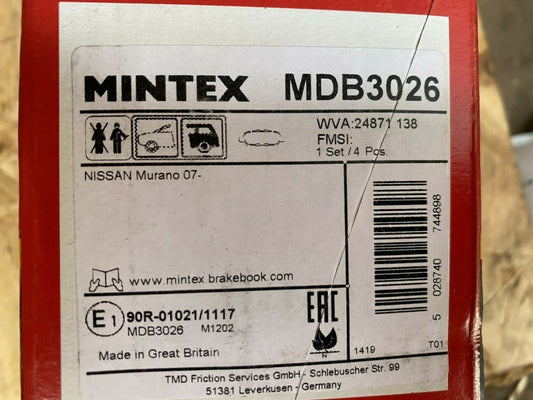 MINTEX MDB3026
WVA:24871 138
FMSI:
1 Set / 4 Pos.
NISSAN Murano 07-
www.mintex brakebook.com
E1 90R-01021/1117
MDB3026 M1202
Made in Great Britain
EAC
N
1419 T01
5 028740 744898
TMD Friction Services GmbH - Schlebuscher Str. 99
51381 Leverkusen - Germany